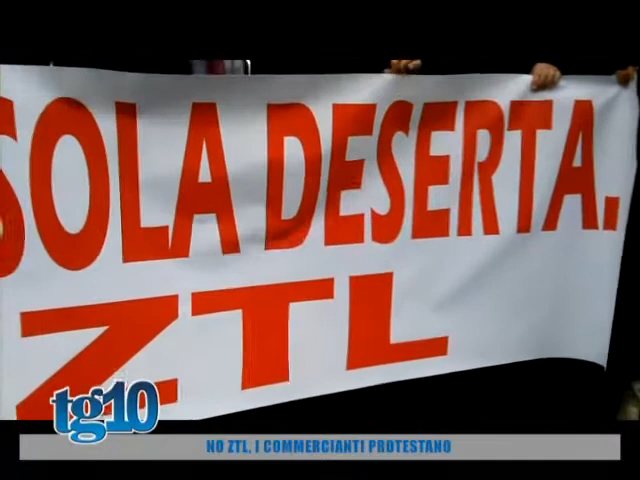 SOLA DESERTA.
ZTL
tg10
NO ZTL, I COMMERCIANTI PROTESTANO